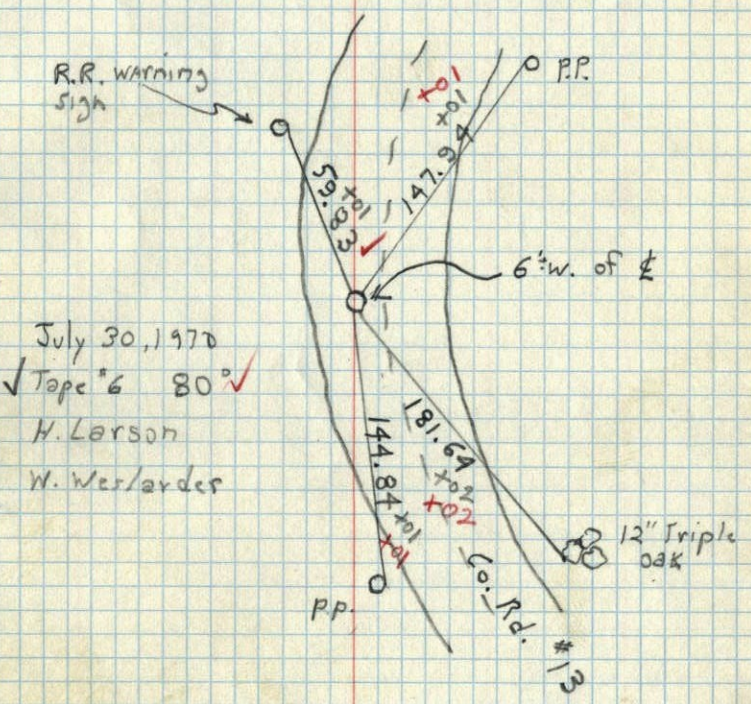 R.R. warning
sign
P.P.
+01
+01
147.94
59.83
+01
6"±w. of ℄
July 30, 1970
Tape #6 80°
H. Larson
W.
181.64
+02
+02
144.84
+01
+01
12" Triple
oak
P.P.
Co. Rd. #13